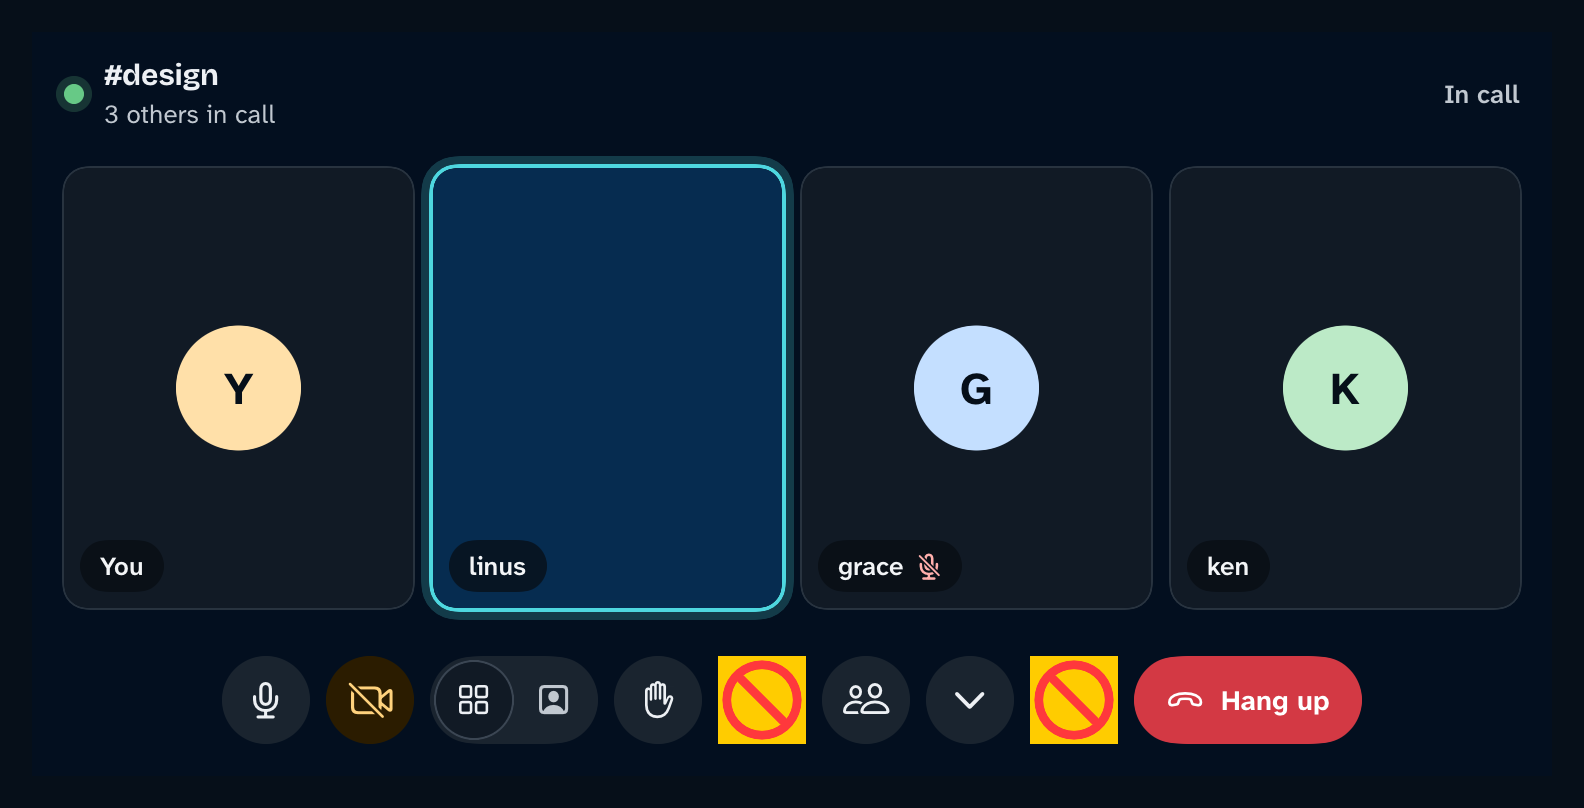 #design
3 others in call
In call
Y
G
K
You
linus
grace
ken
Hang up